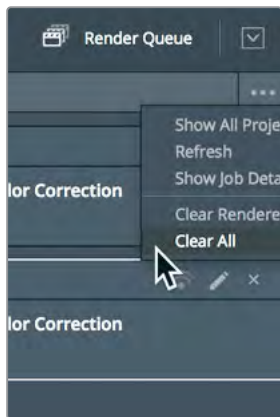 Render Queue
Show All Proje
Refresh
Show Job Deta
lor Correction
Clear Rendere
Clear All
lor Correction